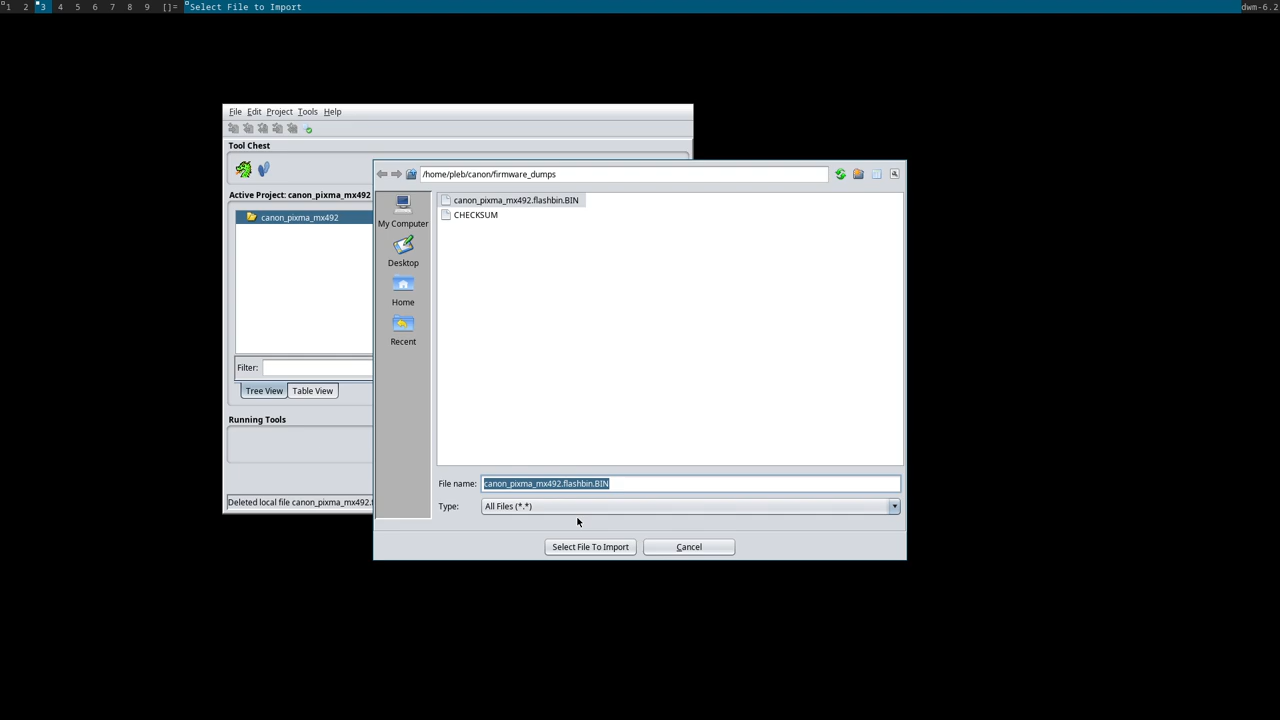 1 2 3 4 5 6 7 8 9 []= Select File to Import dwm-6.2
File Edit Project Tools Help
Tool Chest
Active Project: canon_pixma_mx492
canon_pixma_mx492
Filter:
Tree View Table View
Running Tools
Deleted local file canon_pixma_mx492.
/home/pleb/canon/firmware_dumps
My Computer
Desktop
Home
Recent
canon_pixma_mx492.flashbin.BIN
CHECKSUM
File name: canon_pixma_mx492.flashbin.BIN
Type: All Files (*.*)
Select File To Import Cancel